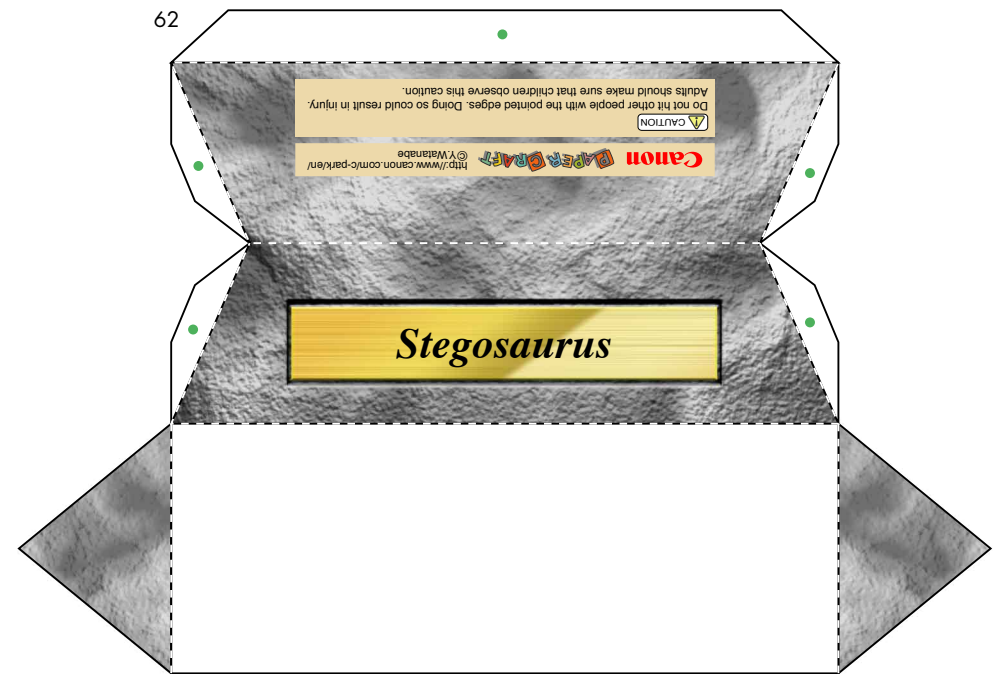 62
CAUTION
Do not hit other people with the pointed edges. Doing so could result in injury.
Adults should make sure that children observe this caution.
Canon PAPER CRAFT
http://www.canon.com/c-park/en/
©Y.Watanabe
Stegosaurus